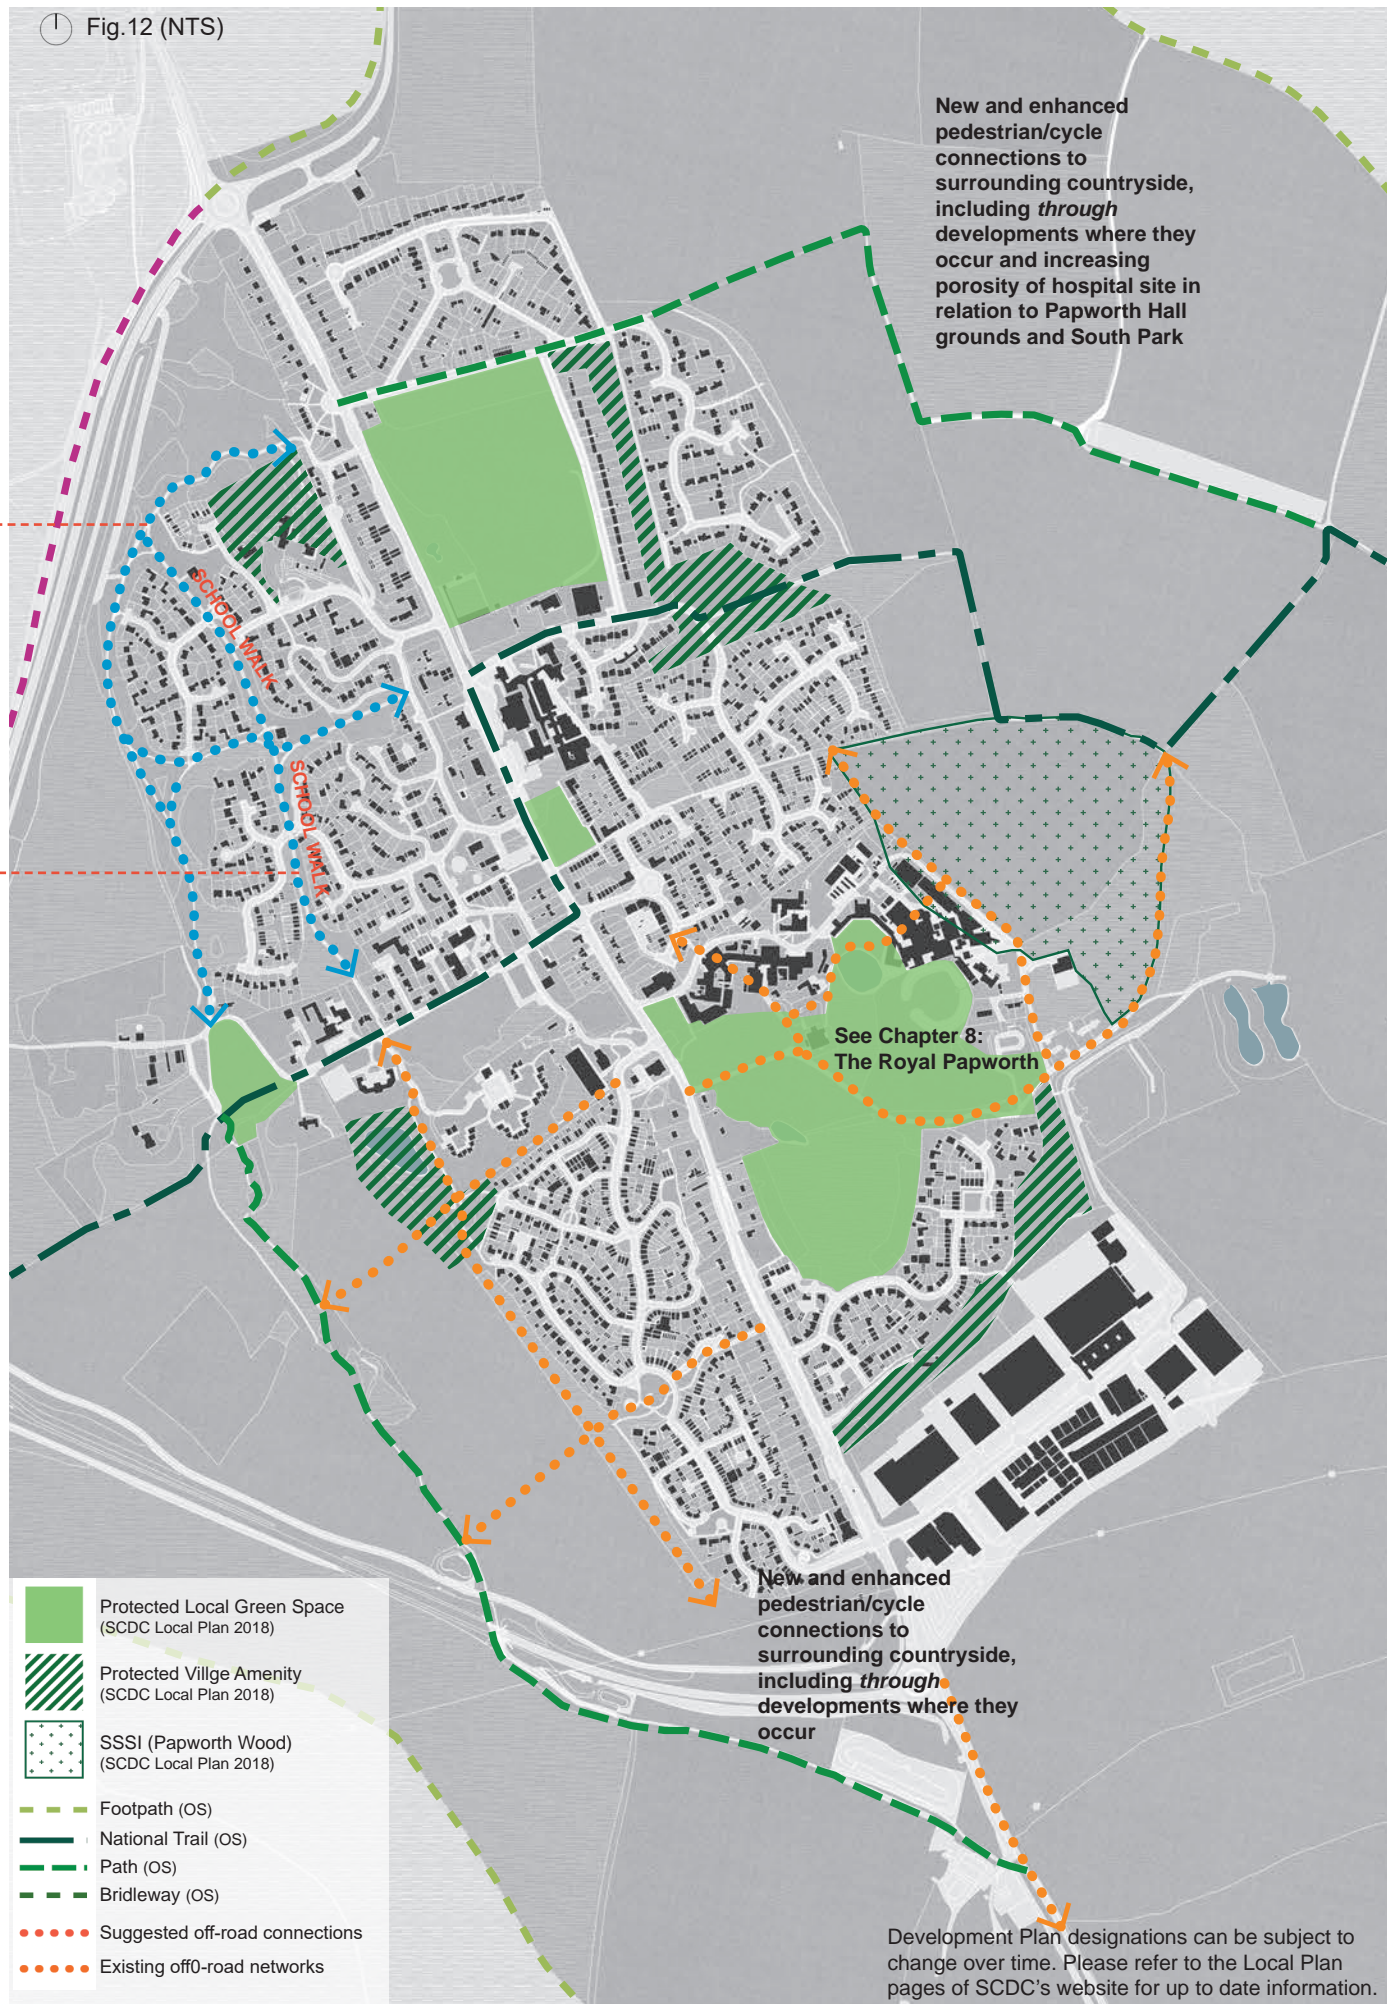 Fig.12 (NTS)
New and enhanced
pedestrian/cycle
connections to
surrounding countryside,
including through
developments where they
occur and increasing
porosity of hospital site in
relation to Papworth Hall
grounds and South Park
SCHOOL WALK
SCHOOL WALK
See Chapter 8:
The Royal Papworth
New and enhanced
pedestrian/cycle
connections to
surrounding countryside,
including through
developments where they
occur
Protected Local Green Space
(SCDC Local Plan 2018)
Protected Villge Amenity
(SCDC Local Plan 2018)
SSSI (Papworth Wood)
(SCDC Local Plan 2018)
Footpath (OS)
National Trail (OS)
Path (OS)
Bridleway (OS)
Suggested off-road connections
Existing off0-road networks
Development Plan designations can be subject to
change over time. Please refer to the Local Plan
pages of SCDC's website for up to date information.